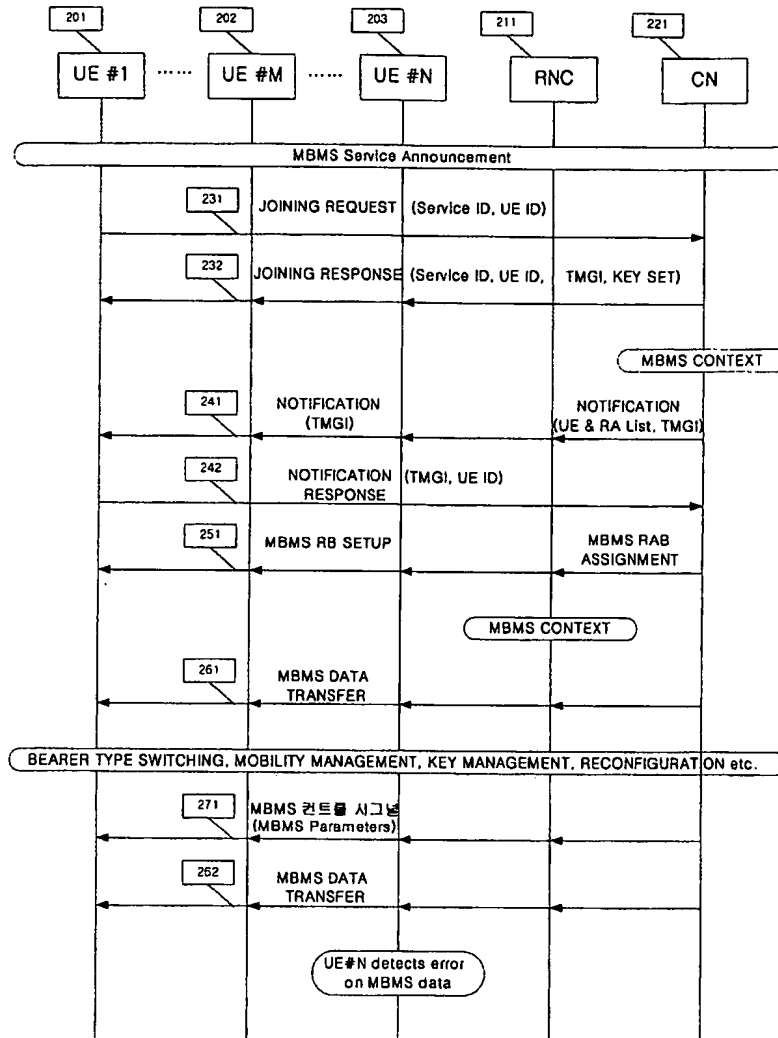 201
202
203
211
221
UE #1
......
UE #M
......
UE #N
RNC
CN
MBMS Service Announcement
231
JOINING REQUEST (Service ID, UE ID)
232
JOINING RESPONSE (Service ID, UE ID, TMGI, KEY SET)
MBMS CONTEXT
241
NOTIFICATION
(TMGI)
NOTIFICATION
(UE & RA List, TMGI)
242
NOTIFICATION (TMGI, UE ID)
RESPONSE
251
MBMS RB SETUP
MBMS RAB
ASSIGNMENT
MBMS CONTEXT
261
MBMS DATA
TRANSFER
BEARER TYPE SWITCHING, MOBILITY MANAGEMENT, KEY MANAGEMENT, RECONFIGURATION etc.
271
MBMS 컨트롤 시그널
(MBMS Parameters)
262
MBMS DATA
TRANSFER
UE#N detects error
on MBMS data